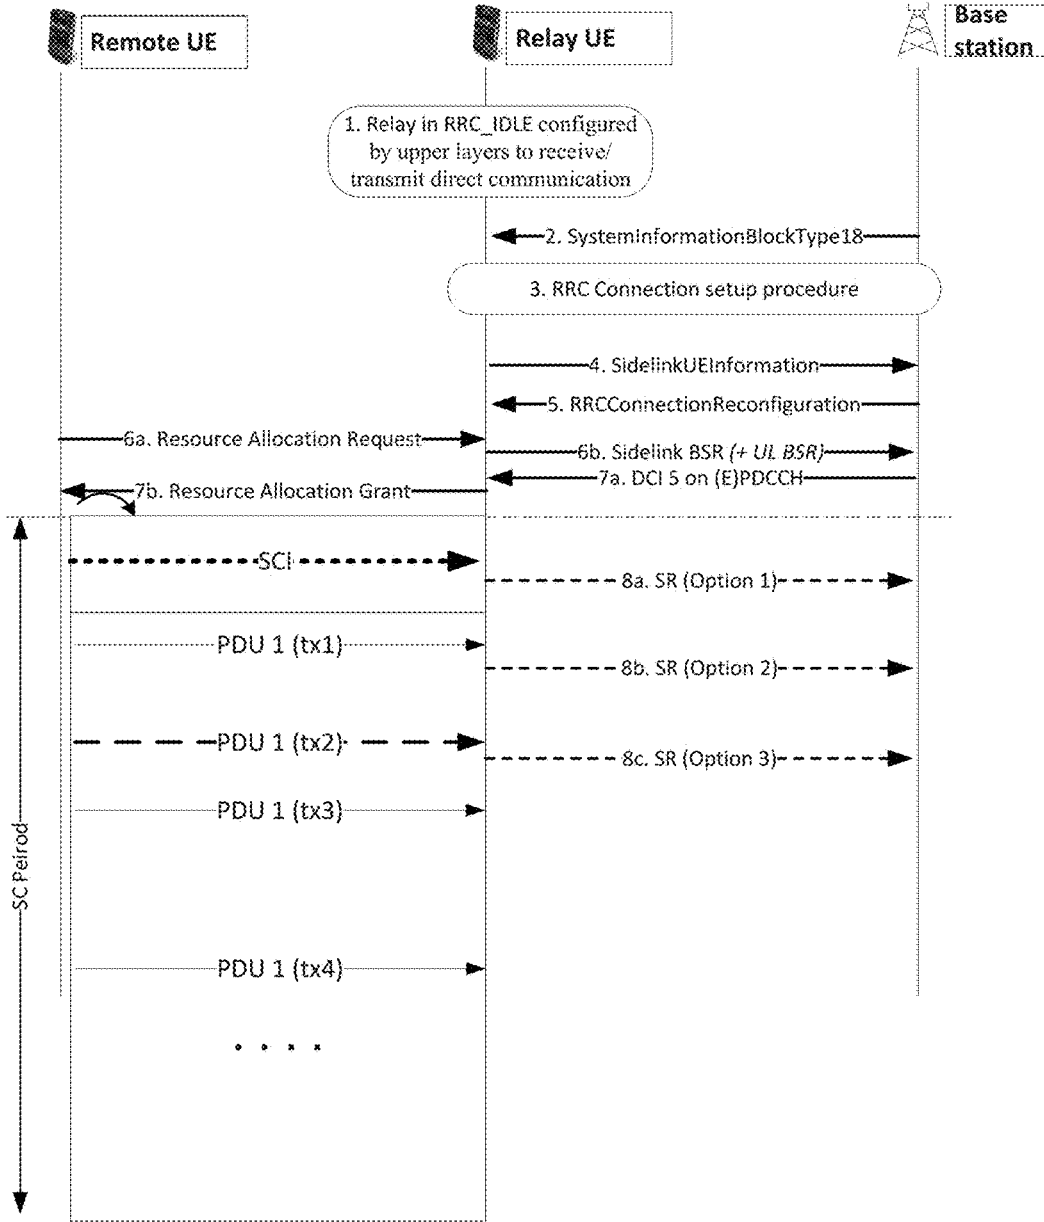 Remote UE
Relay UE
Base
station
1. Relay in RRC_IDLE configured
by upper layers to receive/
transmit direct communication
2. SystemInformationBlockType18
3. RRC Connection setup procedure
4. SidelinkUEInformation
5. RRCConnectionReconfiguration
6a. Resource Allocation Request
6b. Sidelink BSR (+ UL BSR)
7a. DCI 5 on (E)PDCCH
7b. Resource Allocation Grant
SCI
8a. SR (Option 1)
PDU 1 (tx1)
8b. SR (Option 2)
PDU 1 (tx2)
8c. SR (Option 3)
PDU 1 (tx3)
SC Peirod
PDU 1 (tx4)
. . . .